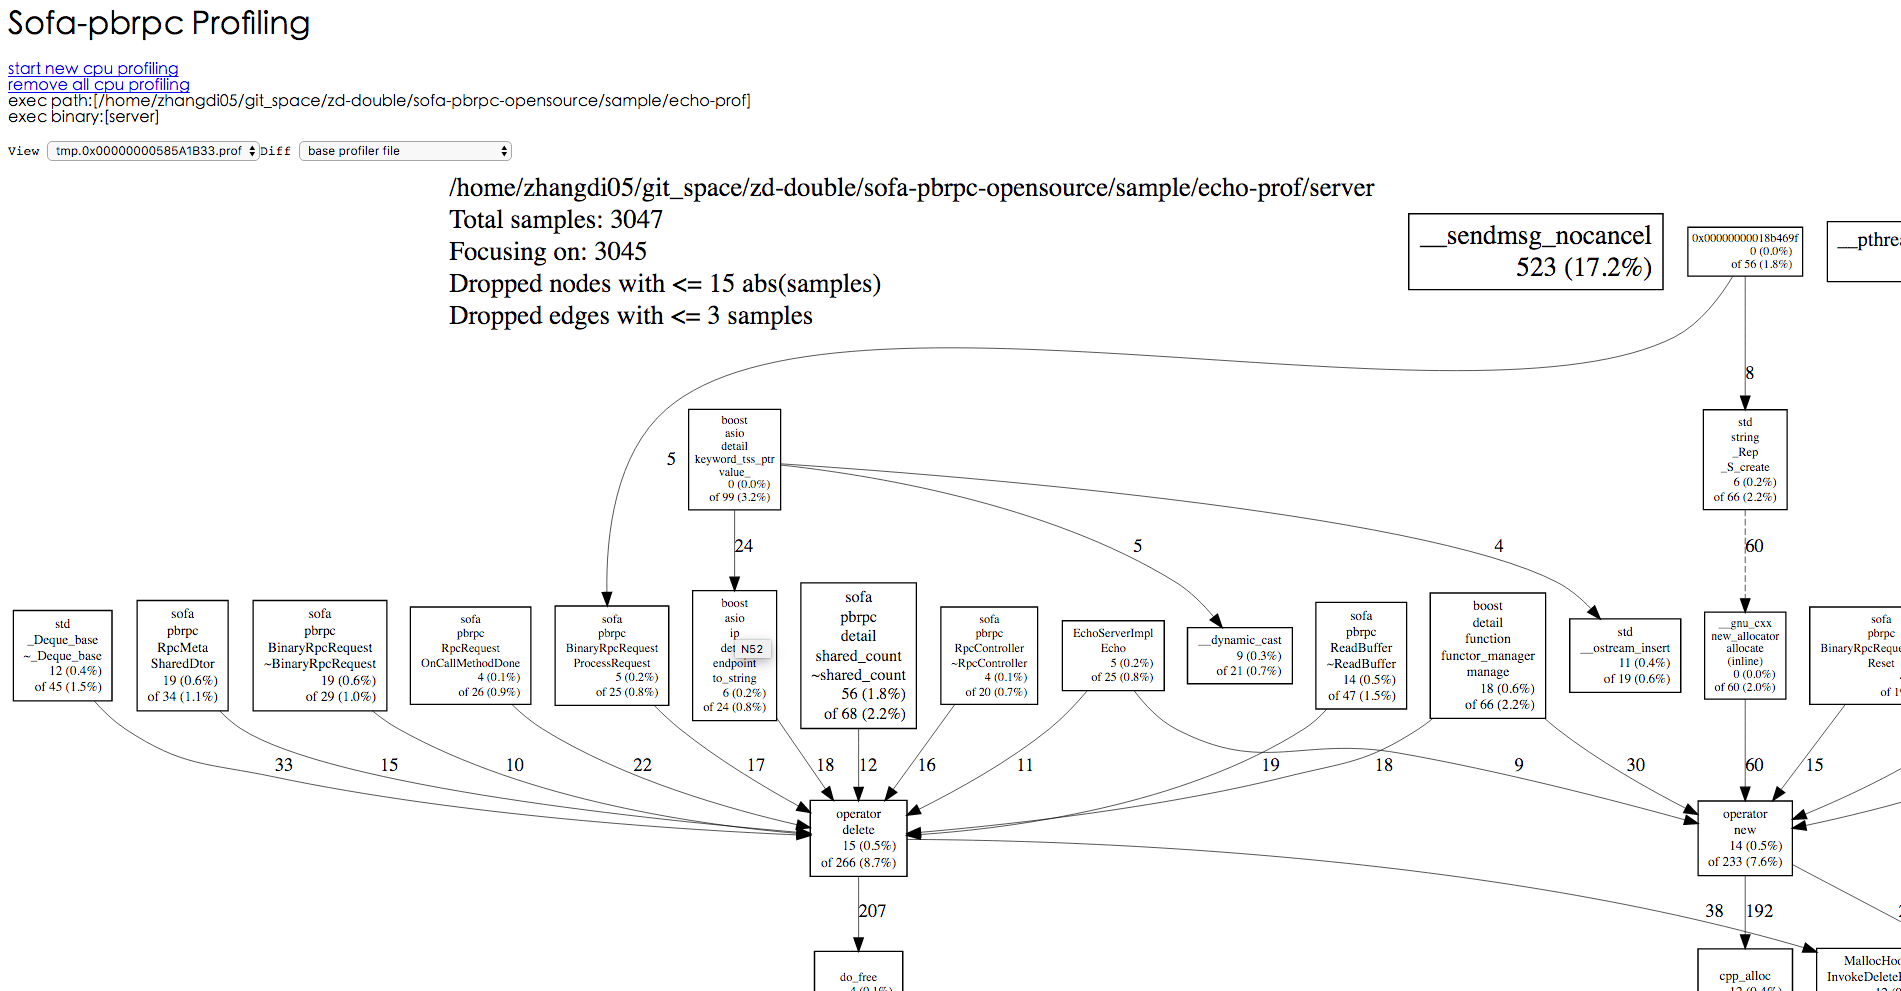 Sofa-pbrpc Profiling
start new cpu profiling
remove all cpu profiling
exec path:[/home/zhangdi05/git_space/zd-double/sofa-pbrpc-opensource/sample/echo-prof]
exec binary:[server]
View tmp.0x00000000585A1B33.prof Diff base profiler file
/home/zhangdi05/git_space/zd-double/sofa-pbrpc-opensource/sample/echo-prof/server
Total samples: 3047
Focusing on: 3045
Dropped nodes with <= 15 abs(samples)
Dropped edges with <= 3 samples
__sendmsg_nocancel
523 (17.2%)
0x00000000018b469f
0 (0.0%)
of 56 (1.8%)
__pthre
8
5
boost
asio
detail
keyword_tss_ptr
value_
0 (0.0%)
of 99 (3.2%)
std
string
_Rep
_S_create
6 (0.2%)
of 66 (2.2%)
24
5
4
60
std
_Deque_base
~_Deque_base
12 (0.4%)
of 45 (1.5%)
sofa
pbrpc
RpcMeta
SharedDtor
19 (0.6%)
of 34 (1.1%)
sofa
pbrpc
BinaryRpcRequest
~BinaryRpcRequest
19 (0.6%)
of 29 (1.0%)
sofa
pbrpc
RpcRequest
OnCallMethodDone
4 (0.1%)
of 26 (0.9%)
sofa
pbrpc
BinaryRpcRequest
ProcessRequest
5 (0.2%)
of 25 (0.8%)
boost
asio
ip
det
endpoint
to_string
6 (0.2%)
of 24 (0.8%)
N52
sofa
pbrpc
detail
shared_count
~shared_count
56 (1.8%)
of 68 (2.2%)
sofa
pbrpc
RpcController
~RpcController
4 (0.1%)
of 20 (0.7%)
EchoServerImpl
Echo
5 (0.2%)
of 25 (0.8%)
__dynamic_cast
9 (0.3%)
of 21 (0.7%)
sofa
pbrpc
ReadBuffer
~ReadBuffer
14 (0.5%)
of 47 (1.5%)
boost
detail
function
functor_manager
manage
18 (0.6%)
of 66 (2.2%)
std
__ostream_insert
11 (0.4%)
of 19 (0.6%)
__gnu_cxx
new_allocator
allocate
(inline)
0 (0.0%)
of 60 (2.0%)
sofa
pbrpc
BinaryRpcReque
Reset
of 1
33
15
10
22
17
18
12
16
11
19
18
9
30
60
15
operator
delete
15 (0.5%)
of 266 (8.7%)
operator
new
14 (0.5%)
of 233 (7.6%)
207
38
192
do_free
4 (0.1%)
cpp_alloc
12 (0.4%)
MallocHoo
InvokeDelete